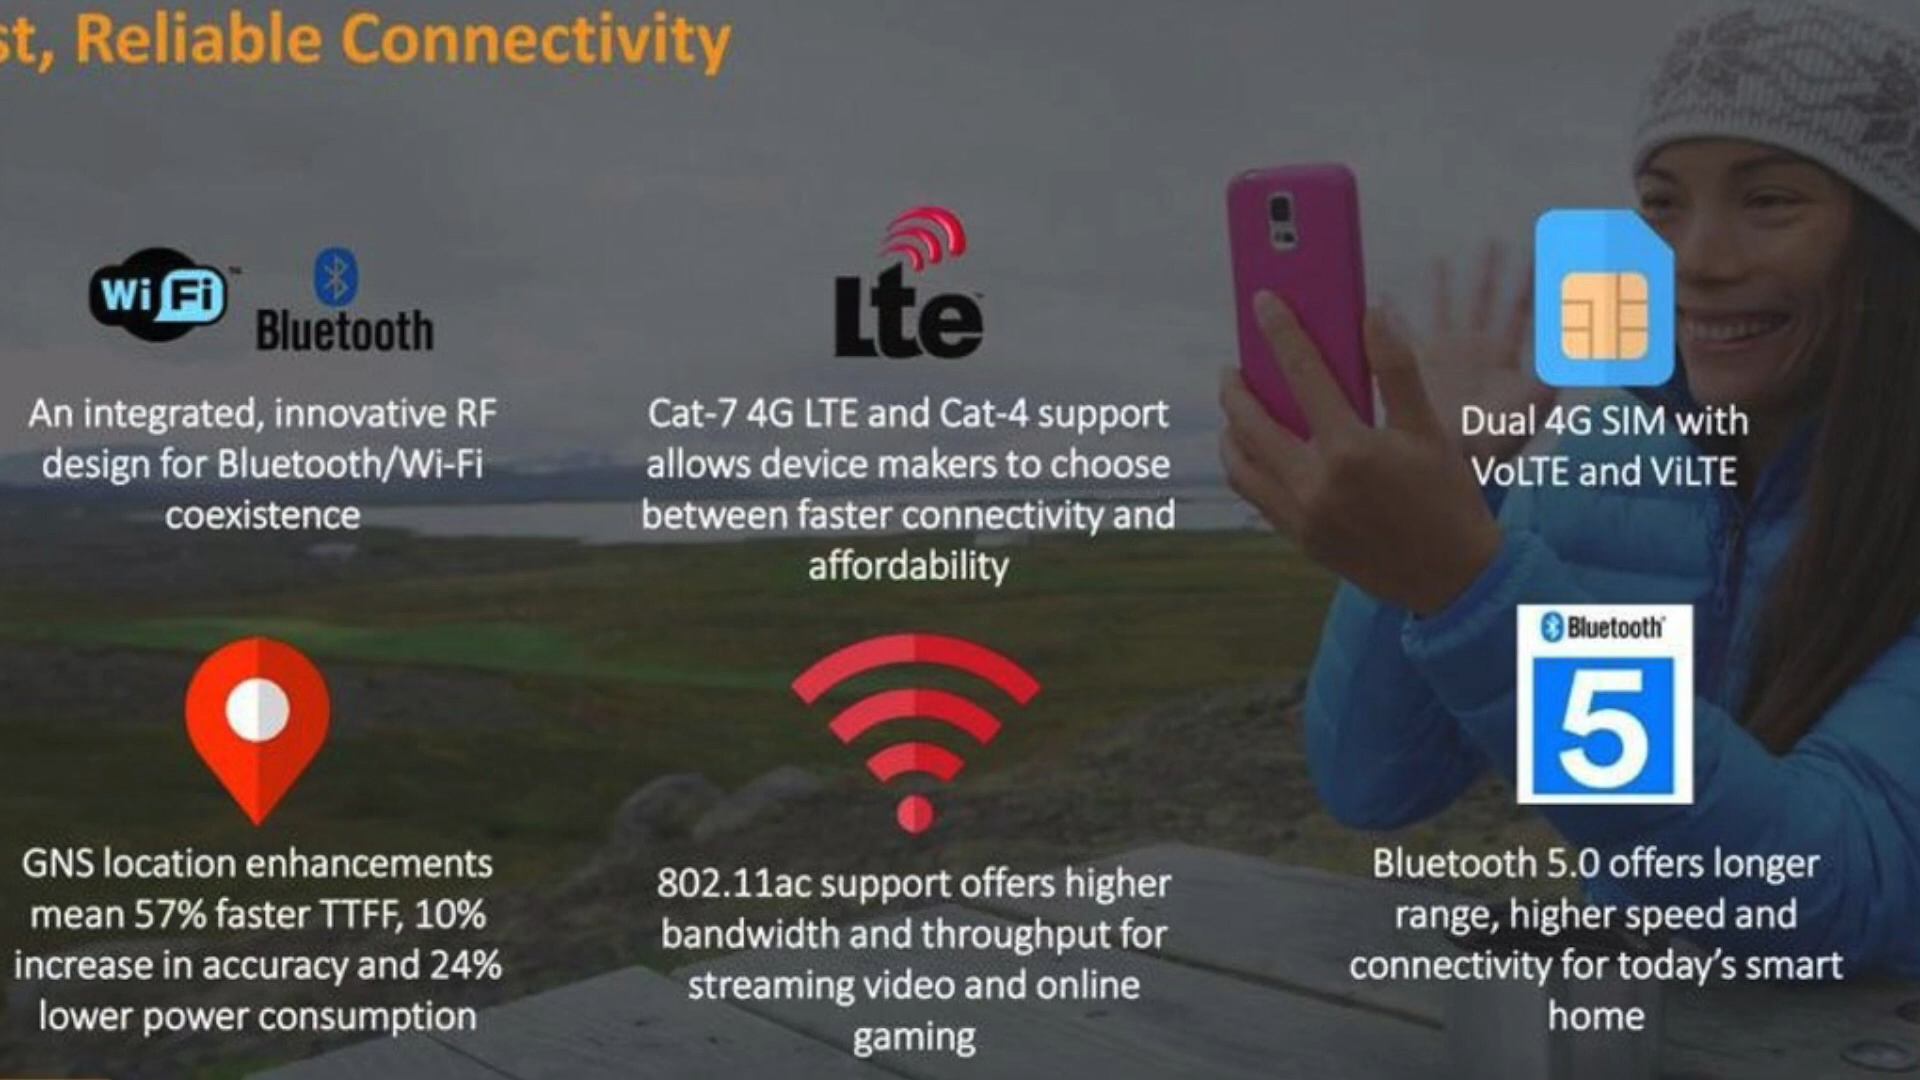 st, Reliable Connectivity
WiFi™
Bluetooth
An integrated, innovative RF
design for Bluetooth/Wi-Fi
coexistence
Lte™
Cat-7 4G LTE and Cat-4 support
allows device makers to choose
between faster connectivity and
affordability
Dual 4G SIM with
VoLTE and ViLTE
GNS location enhancements
mean 57% faster TTFF, 10%
increase in accuracy and 24%
lower power consumption
802.11ac support offers higher
bandwidth and throughput for
streaming video and online
gaming
Bluetooth®
5
Bluetooth 5.0 offers longer
range, higher speed and
connectivity for today's smart
home